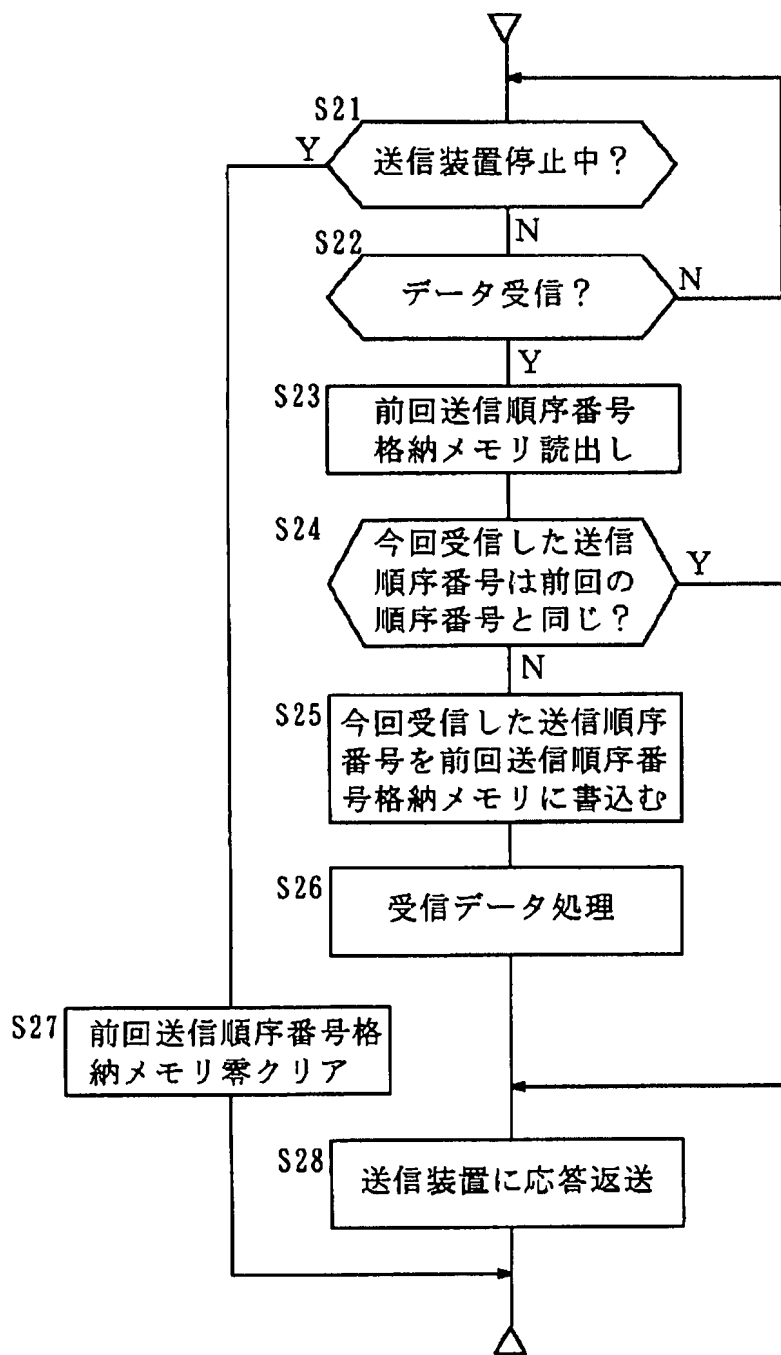 S21
Y
送信装置停止中？
N
S22
データ受信？
N
Y
S23
前回送信順序番号
格納メモリ読出し
S24
今回受信した送信
順序番号は前回の
順序番号と同じ？
Y
N
S25
今回受信した送信順序
番号を前回送信順序番
号格納メモリに書込む
S26
受信データ処理
S27
前回送信順序番号格
納メモリ零クリア
S28
送信装置に応答返送